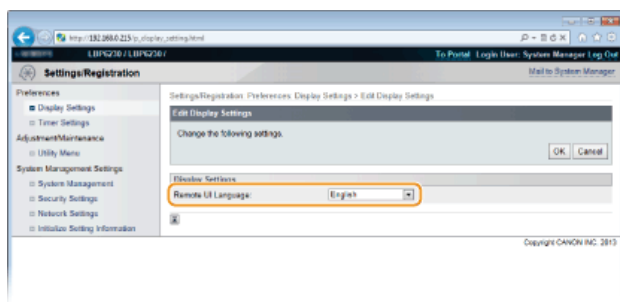 http://192.168.0.215/p_display_setting.html
LBP6230 / LBP6230 /
To Portal Login User: System Manager Log Out
Settings/Registration
Mail to System Manager
Preferences
Display Settings
Timer Settings
Adjustment/Maintenance
Utility Menu
System Management Settings
System Management
Security Settings
Network Settings
Initialize Setting Information
Settings/Registration: Preferences: Display Settings > Edit Display Settings
Edit Display Settings
Change the following settings.
OK Cancel
Display Settings
Remote UI Language: English
Copyright CANON INC. 2013